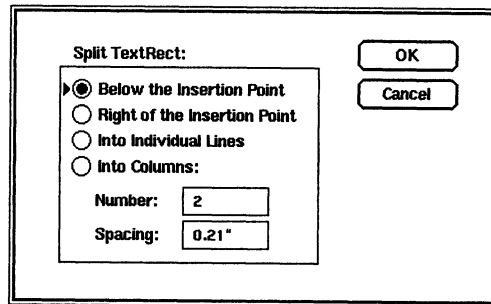 Split TextRect:
OK
Cancel
Below the Insertion Point
Right of the Insertion Point
Into Individual Lines
Into Columns:
Number: 2
Spacing: 0.21"